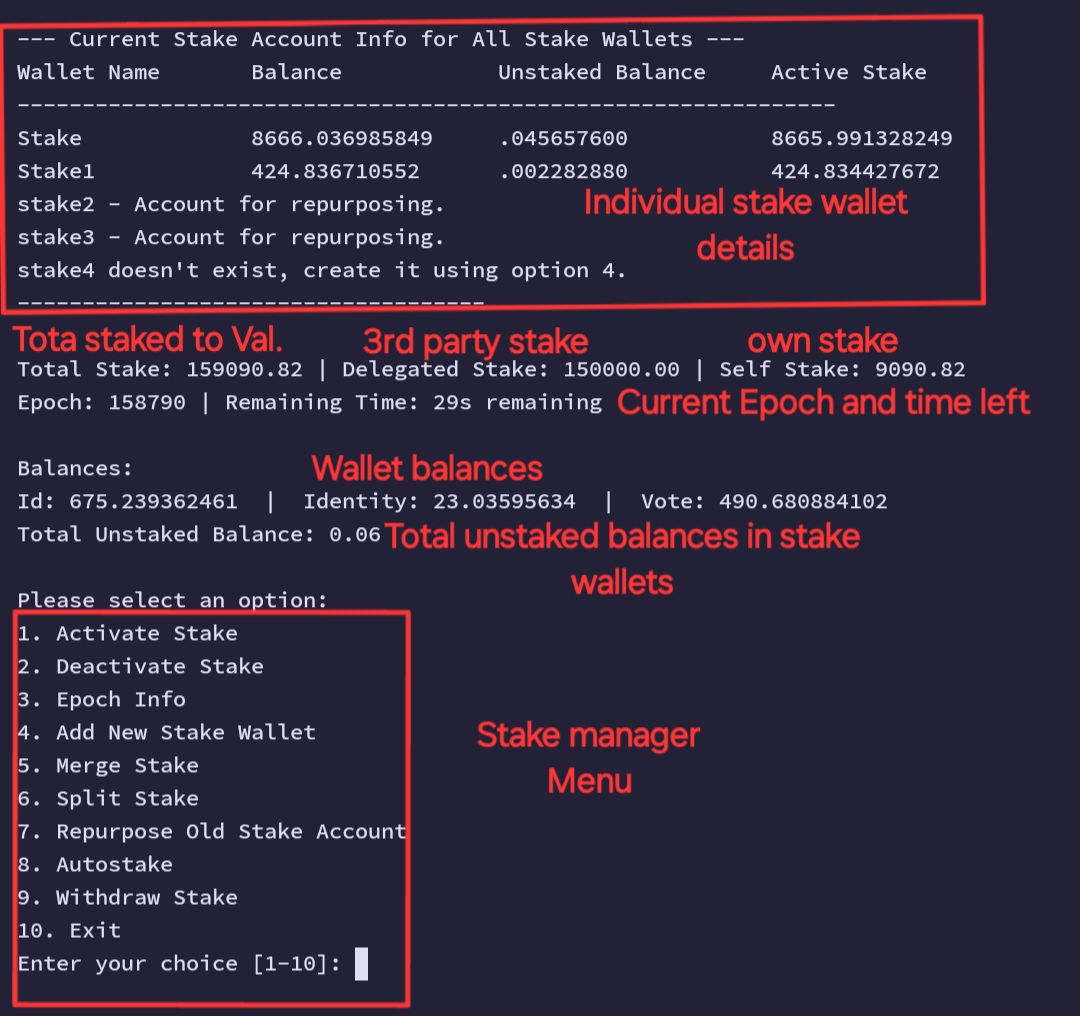 --- Current Stake Account Info for All Stake Wallets ---
Wallet Name Balance Unstaked Balance Active Stake
---------------------------------------------------------------
Stake 8666.036985849 .045657600 8665.991328249
Stake1 424.836710552 .002282880 424.834427672
stake2 - Account for repurposing.
Individual stake wallet
stake3 - Account for repurposing.
details
stake4 doesn't exist, create it using option 4.
------------------------------------
Tota staked to Val. 3rd party stake own stake
Total Stake: 159090.82 | Delegated Stake: 150000.00 | Self Stake: 9090.82
Epoch: 158790 | Remaining Time: 29s remaining Current Epoch and time left
Balances: Wallet balances
Id: 675.239362461 | Identity: 23.03595634 | Vote: 490.680884102
Total Unstaked Balance: 0.06 Total unstaked balances in stake
wallets
Please select an option:
1. Activate Stake
2. Deactivate Stake
3. Epoch Info
4. Add New Stake Wallet
Stake manager
5. Merge Stake
Menu
6. Split Stake
7. Repurpose Old Stake Account
8. Autostake
9. Withdraw Stake
10. Exit
Enter your choice [1-10]: